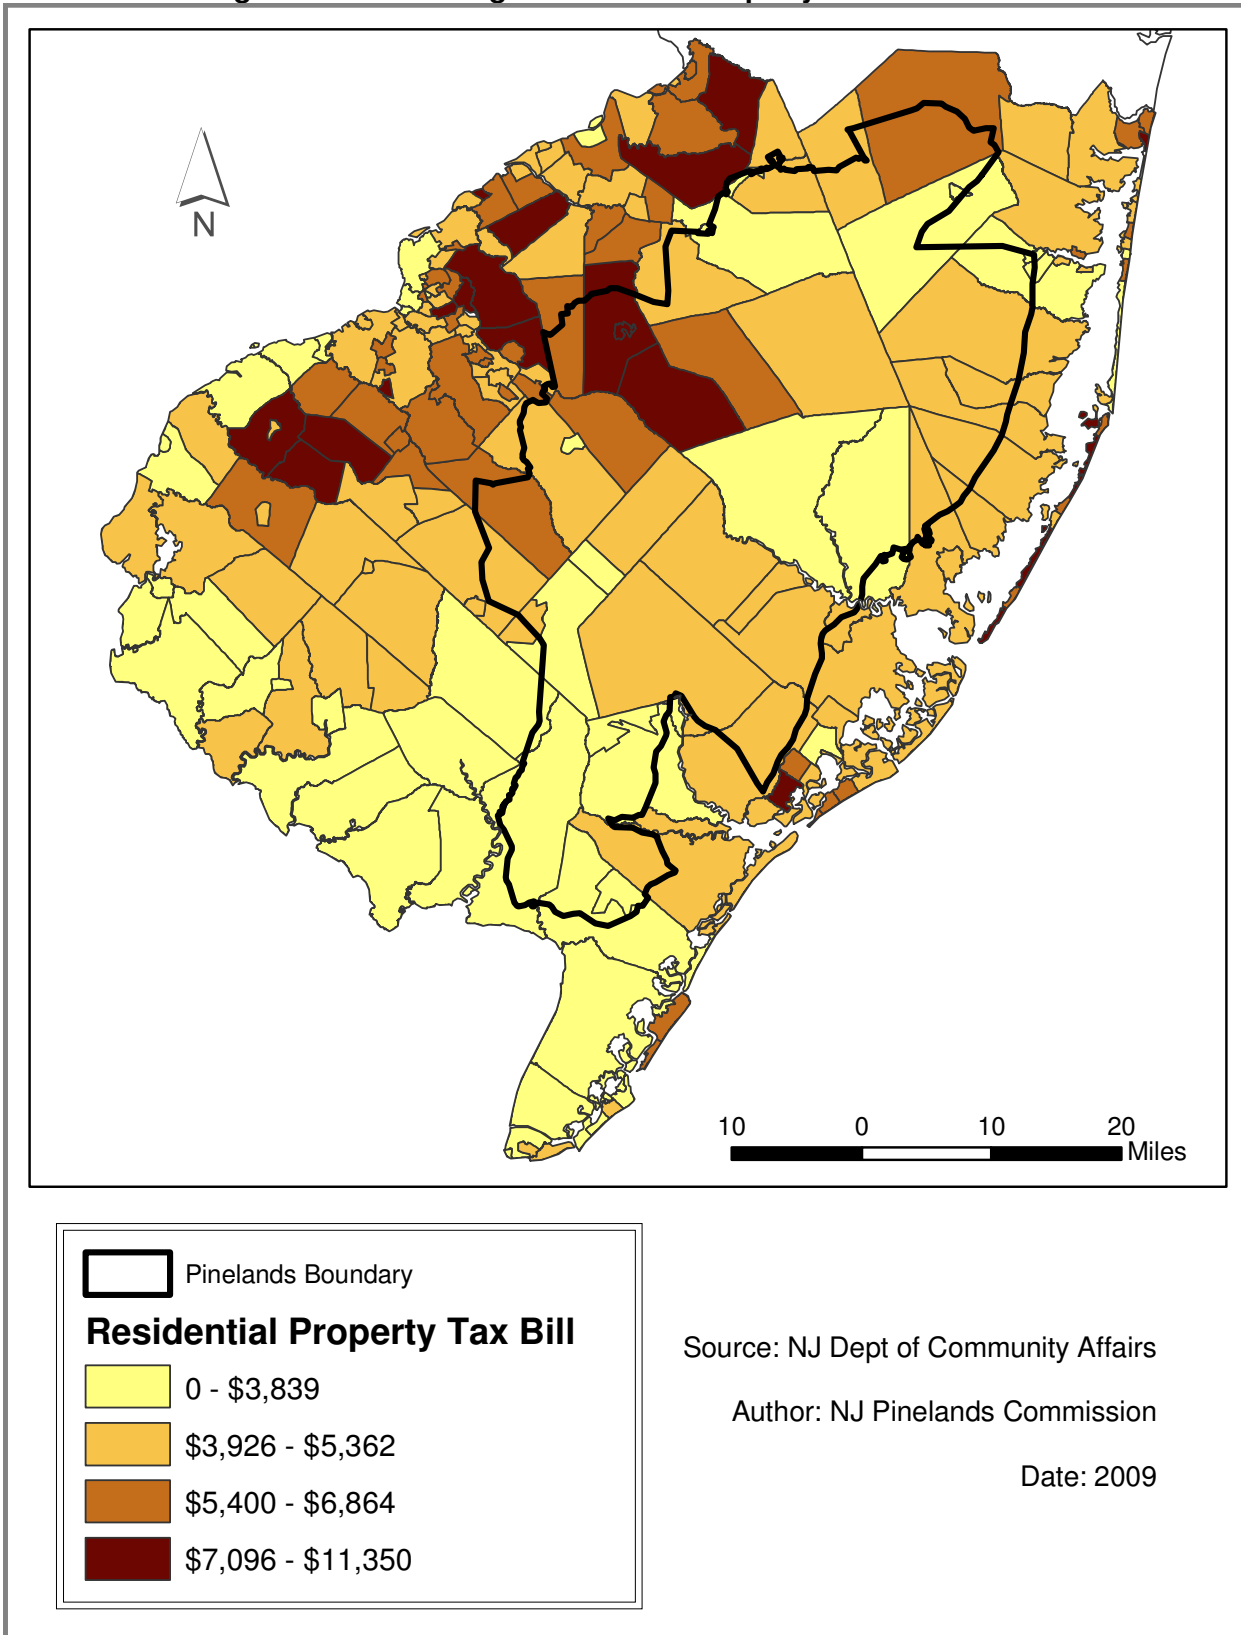 N
10 0 10 20
Miles
Pinelands Boundary
Residential Property Tax Bill
0 - $3,839
$3,926 - $5,362
$5,400 - $6,864
$7,096 - $11,350
Source: NJ Dept of Community Affairs
Author: NJ Pinelands Commission
Date: 2009